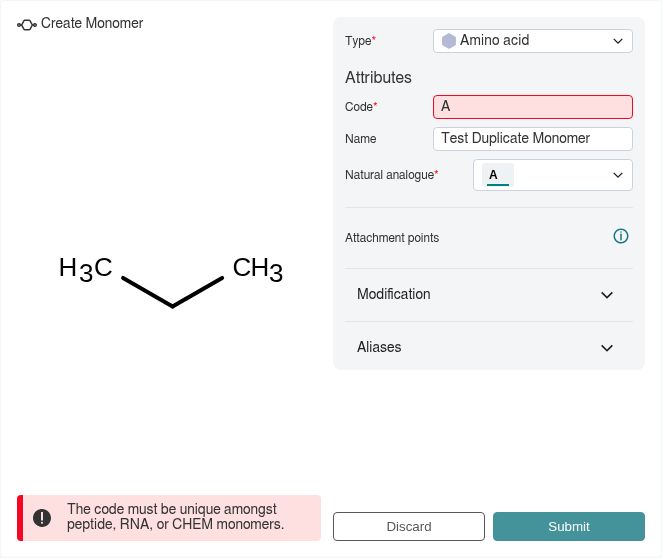 Create Monomer
Type*
Amino acid
Attributes
Code*
A
Name
Test Duplicate Monomer
Natural analogue*
A
Attachment points
Modification
Aliases
H3C
CH3
The code must be unique amongst
peptide, RNA, or CHEM monomers.
Discard
Submit